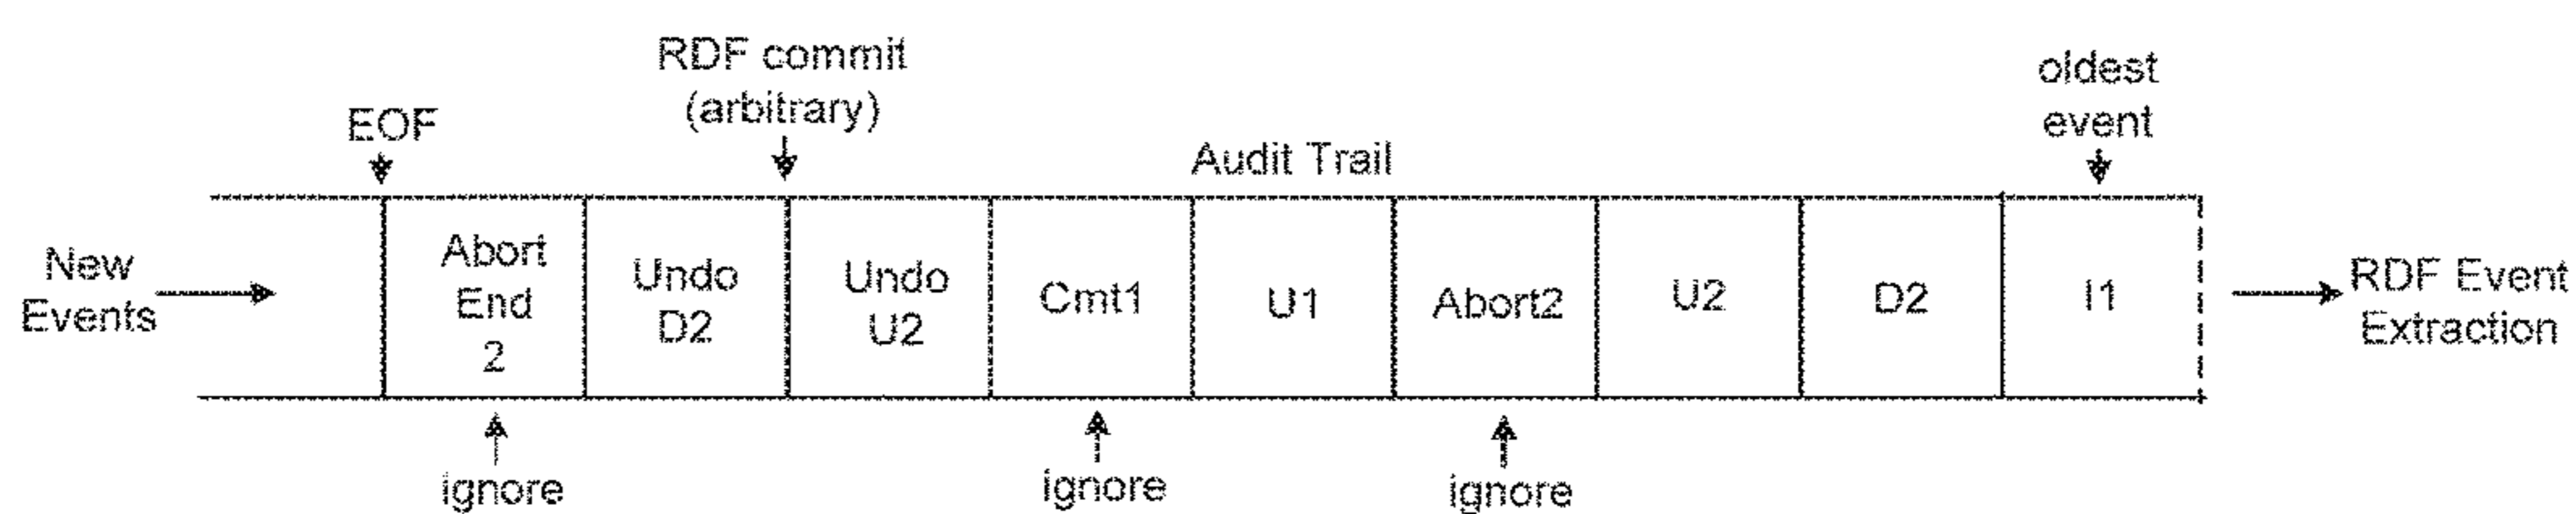 RDF commit
(arbitrary)
oldest
event
EOF
Audit Trail
New
Events
Abort
End
2
Undo
D2
Undo
U2
Cmt1
U1
Abort2
U2
D2
I1
RDF Event
Extraction
ignore
ignore
ignore